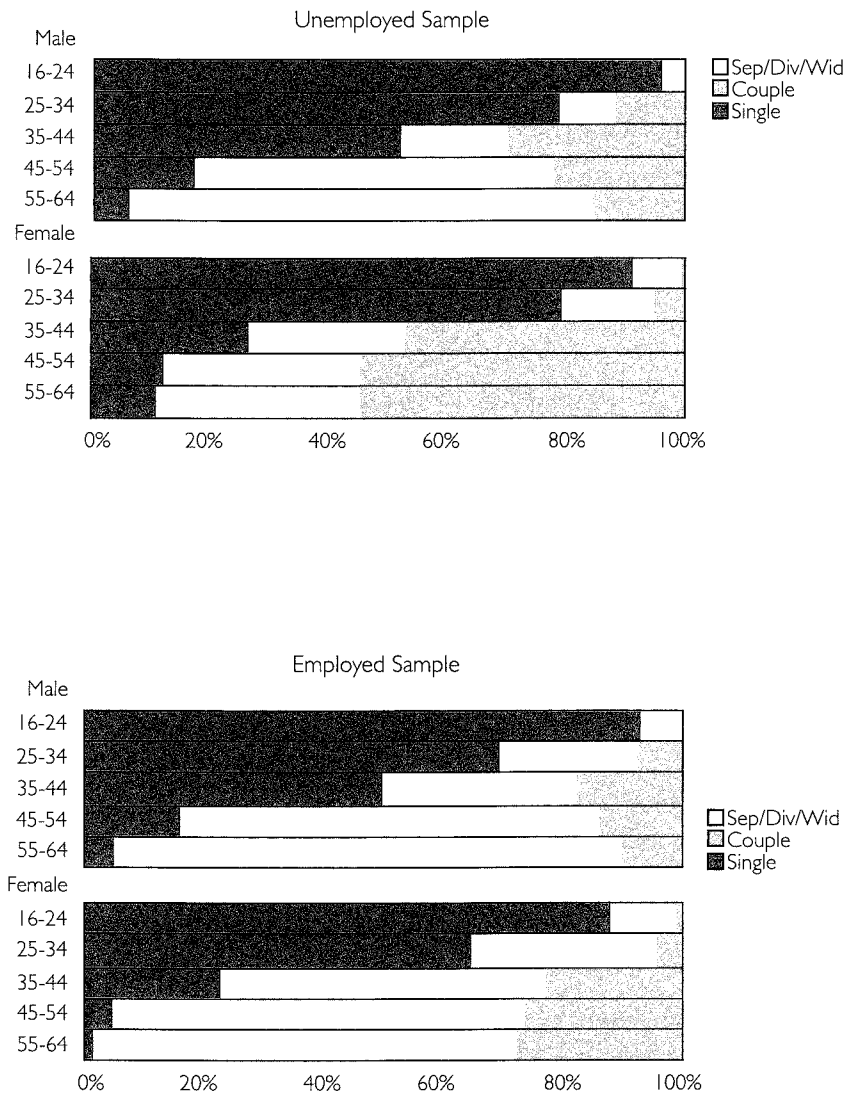 Unemployed Sample
Male
16-24
25-34
35-44
45-54
55-64
Sep/Div/Wid
Couple
Single
Female
16-24
25-34
35-44
45-54
55-64
0% 20% 40% 60% 80% 100%
Employed Sample
Male
16-24
25-34
35-44
45-54
55-64
Sep/Div/Wid
Couple
Single
Female
16-24
25-34
35-44
45-54
55-64
0% 20% 40% 60% 80% 100%